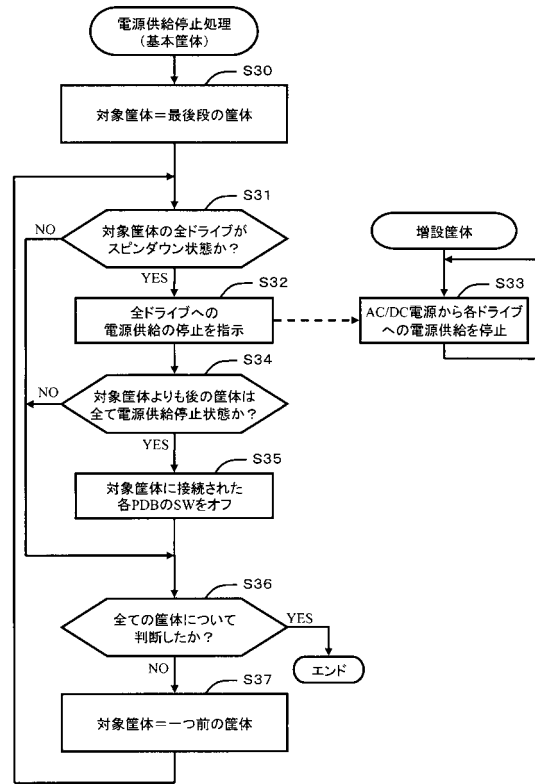 電源供給停止処理
(基本筐体)
S30
対象筐体=最後段の筐体
S31
対象筐体の全ドライブが
スピンダウン状態か?
NO
YES
S32
全ドライブへの
電源供給の停止を指示
増設筐体
S33
AC/DC電源から各ドライブ
への電源供給を停止
S34
対象筐体よりも後の筐体は
全て電源供給停止状態か?
NO
YES
S35
対象筐体に接続された
各PDBのSWをオフ
S36
全ての筐体について
判断したか?
YES
エンド
NO
S37
対象筐体=一つ前の筐体